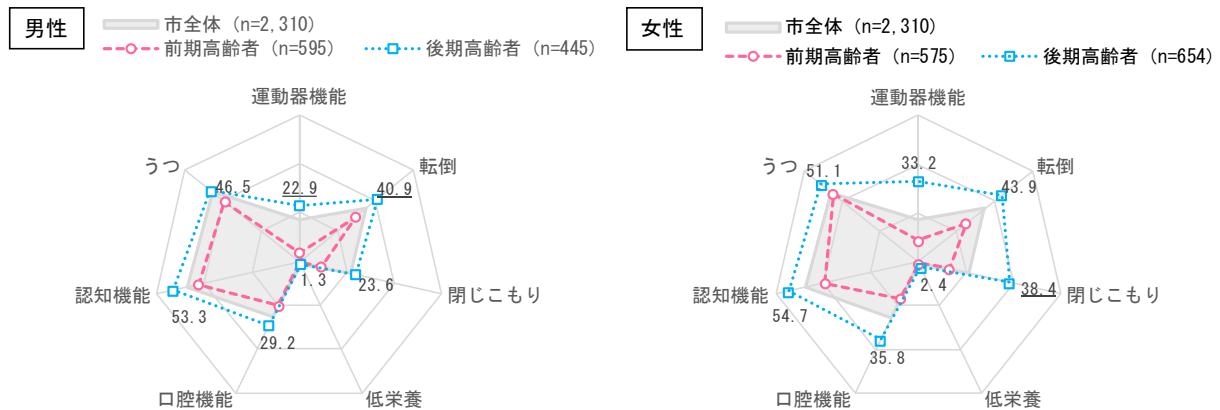 男性
市全体（n=2,310）
前期高齢者（n=595）
後期高齢者（n=445）
運動器機能
うつ
転倒
46.5
22.9
40.9
認知機能
1.3
23.6
閉じこもり
53.3
29.2
口腔機能
低栄養
女性
市全体（n=2,310）
前期高齢者（n=575）
後期高齢者（n=654）
運動器機能
うつ
転倒
51.1
33.2
43.9
認知機能
2.4
38.4
閉じこもり
54.7
35.8
口腔機能
低栄養